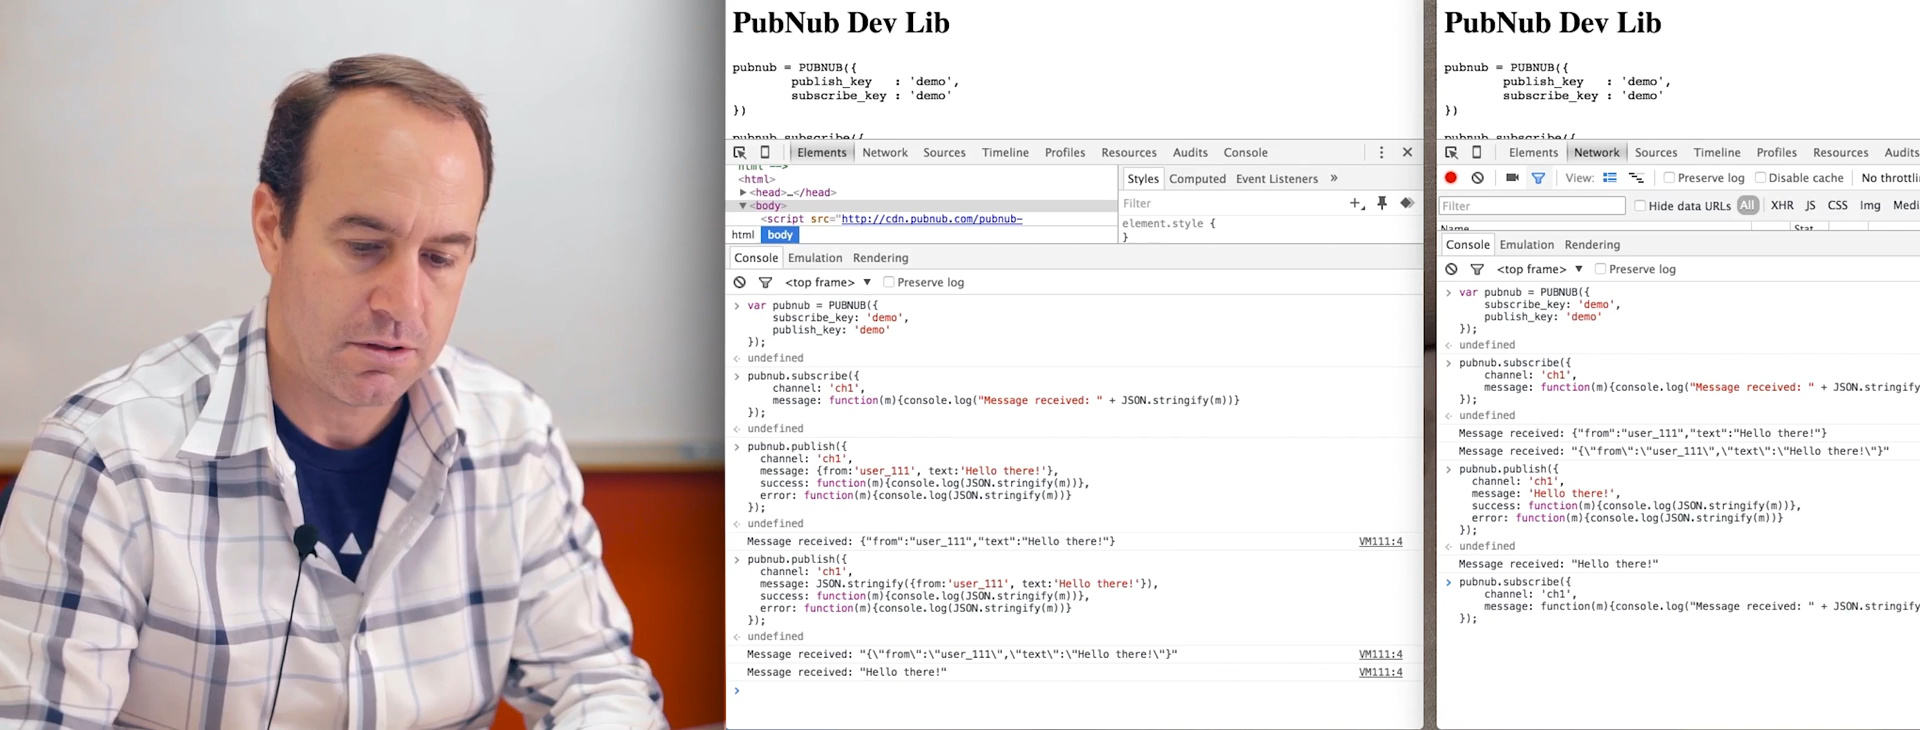 PubNub Dev Lib
pubnub = PUBNUB({
publish_key : 'demo',
subscribe_key : 'demo'
})
pubnub.subscribe({
Elements Network Sources Timeline Profiles Resources Audits Console
<html>
▶<head>…</head>
▼<body>
<script src="http://cdn.pubnub.com/pubnub-
html body
Styles Computed Event Listeners »
Filter
element.style {
}
Console Emulation Rendering
<top frame> ▼ Preserve log
> var pubnub = PUBNUB({
subscribe_key: 'demo',
publish_key: 'demo'
});
undefined
> pubnub.subscribe({
channel: 'ch1',
message: function(m){console.log("Message received: " + JSON.stringify(m))}
});
undefined
> pubnub.publish({
channel: 'ch1',
message: {from:'user_111', text:'Hello there!'},
success: function(m){console.log(JSON.stringify(m))},
error: function(m){console.log(JSON.stringify(m))}
});
undefined
Message received: {"from":"user_111","text":"Hello there!"} VM111:4
> pubnub.publish({
channel: 'ch1',
message: JSON.stringify({from:'user_111', text:'Hello there!'}),
success: function(m){console.log(JSON.stringify(m))},
error: function(m){console.log(JSON.stringify(m))}
});
undefined
Message received: "{\"from\":\"user_111\",\"text\":\"Hello there!\"}" VM111:4
Message received: "Hello there!" VM111:4
>
PubNub Dev Lib
pubnub = PUBNUB({
publish_key : 'demo',
subscribe_key : 'demo'
})
pubnub.subscribe({
Elements Network Sources Timeline Profiles Resources Audits
View: Preserve log Disable cache No throttli
Filter Hide data URLs All XHR JS CSS Img Medi
Name Stat
Console Emulation Rendering
<top frame> ▼ Preserve log
> var pubnub = PUBNUB({
subscribe_key: 'demo',
publish_key: 'demo'
});
undefined
> pubnub.subscribe({
channel: 'ch1',
message: function(m){console.log("Message received: " + JSON.stringify
});
undefined
Message received: {"from":"user_111","text":"Hello there!"}
Message received: "{\"from\":\"user_111\",\"text\":\"Hello there!\"}"
> pubnub.publish({
channel: 'ch1',
message: 'Hello there!',
success: function(m){console.log(JSON.stringify(m))},
error: function(m){console.log(JSON.stringify(m))}
});
undefined
Message received: "Hello there!"
> pubnub.subscribe({
channel: 'ch1',
message: function(m){console.log("Message received: " + JSON.stringify
});